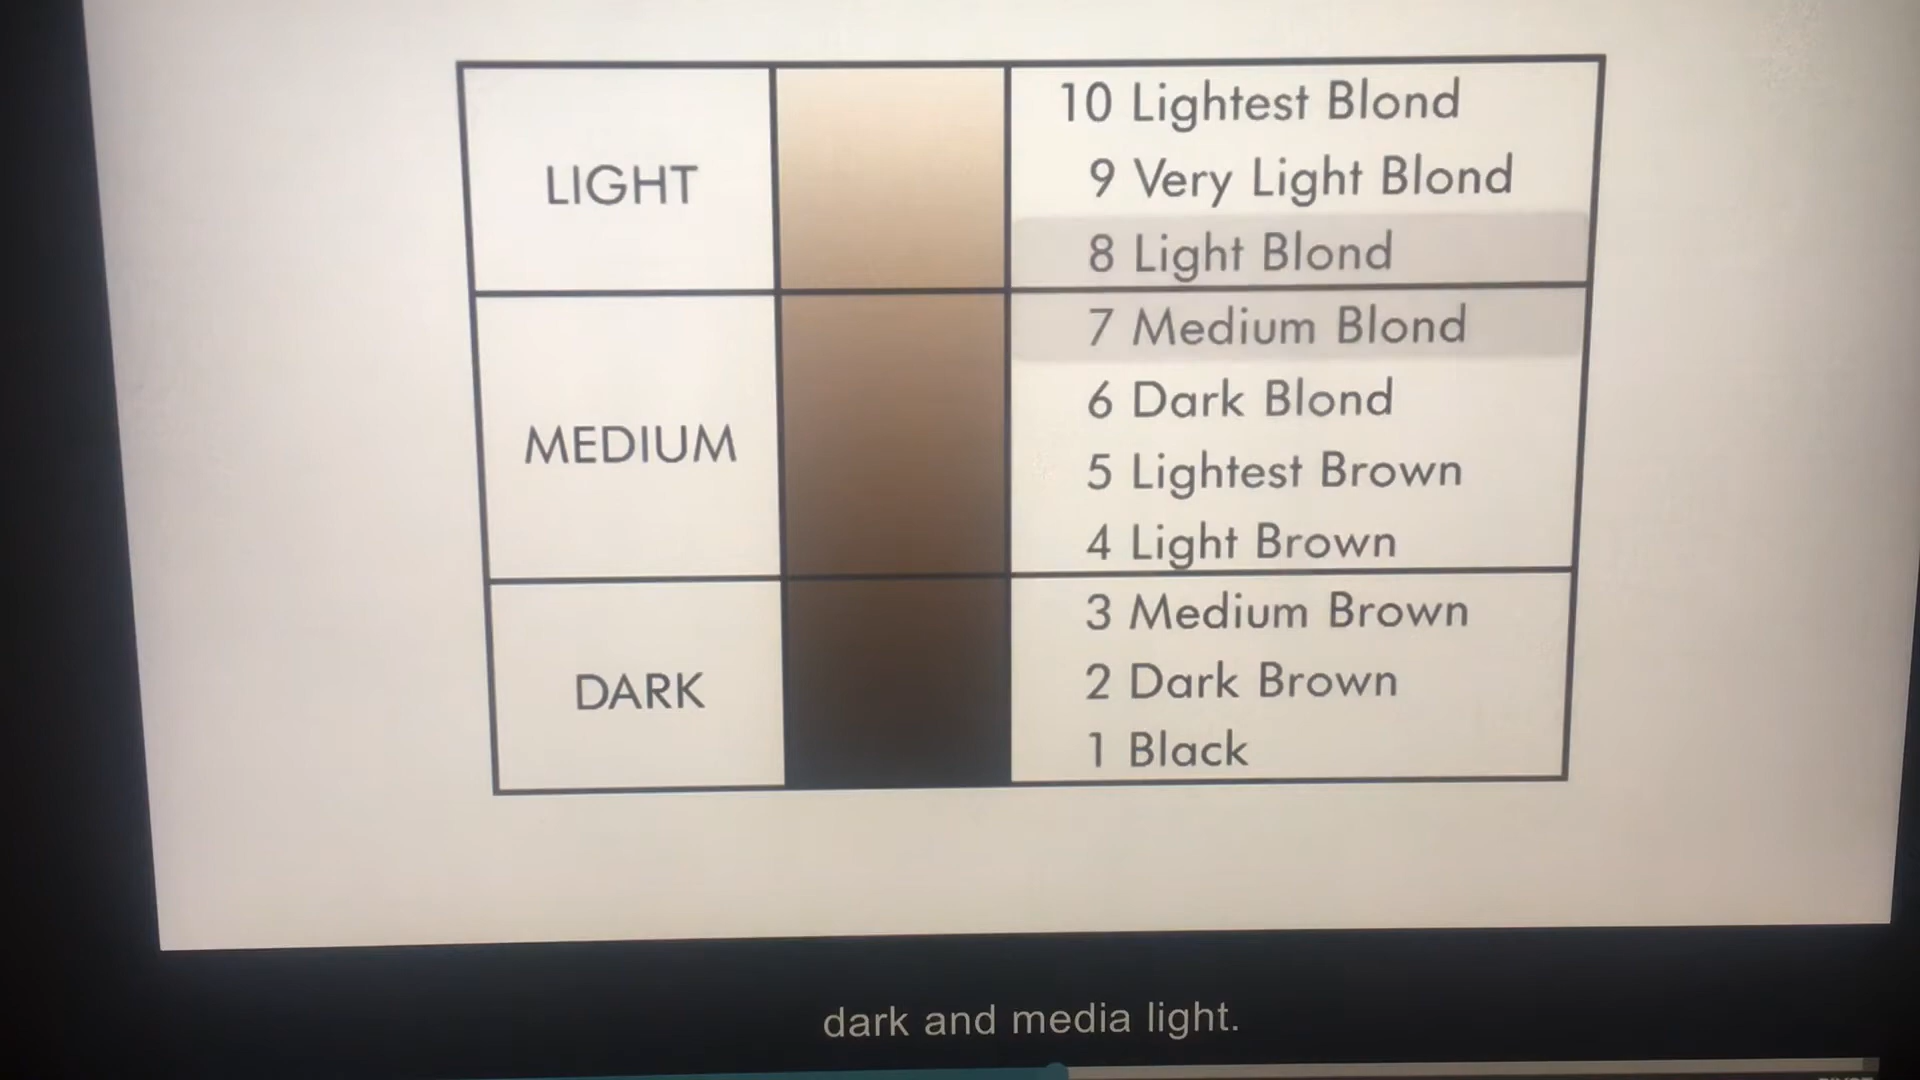 LIGHT
10 Lightest Blond
9 Very Light Blond
8 Light Blond
MEDIUM
7 Medium Blond
6 Dark Blond
5 Lightest Brown
4 Light Brown
DARK
3 Medium Brown
2 Dark Brown
1 Black
dark and media light.